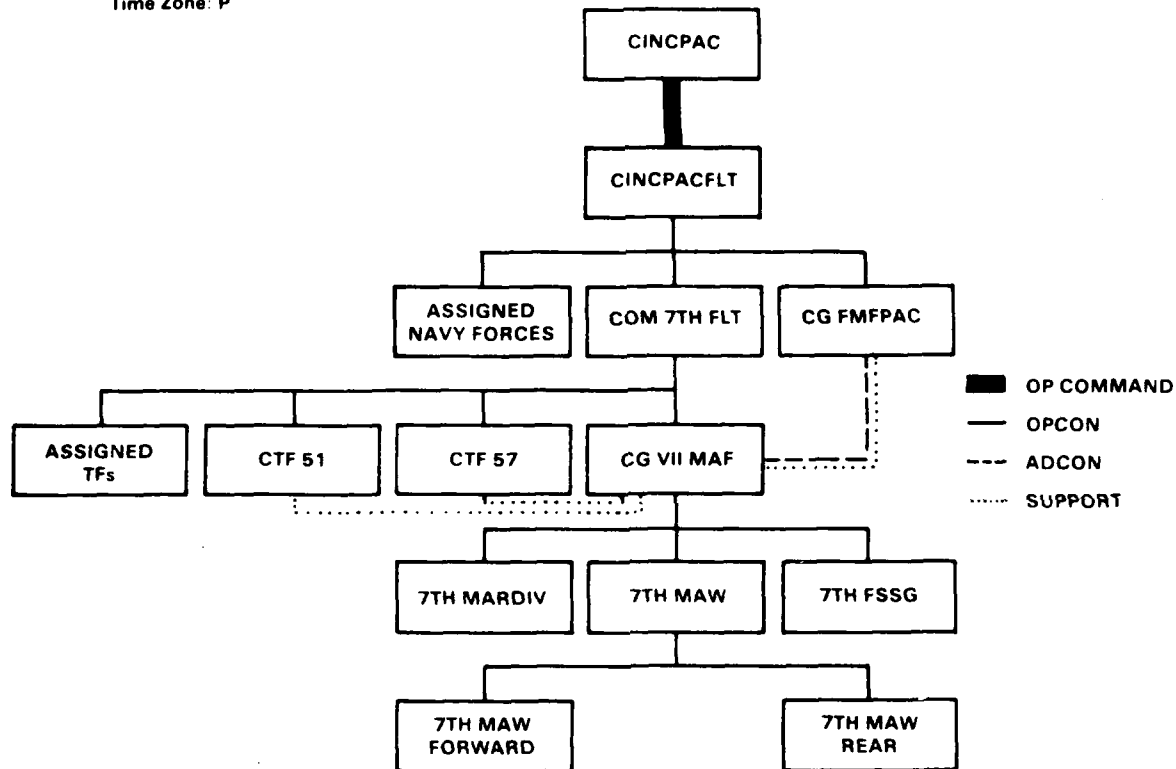 Time Zone: P
CINCPAC
CINCPACFLT
ASSIGNED
NAVY FORCES
COM 7TH FLT
CG FMFPAC
OP COMMAND
OPCON
ADCON
SUPPORT
ASSIGNED
TFs
CTF 51
CTF 57
CG VII MAF
7TH MARDIV
7TH MAW
7TH FSSG
7TH MAW
FORWARD
7TH MAW
REAR